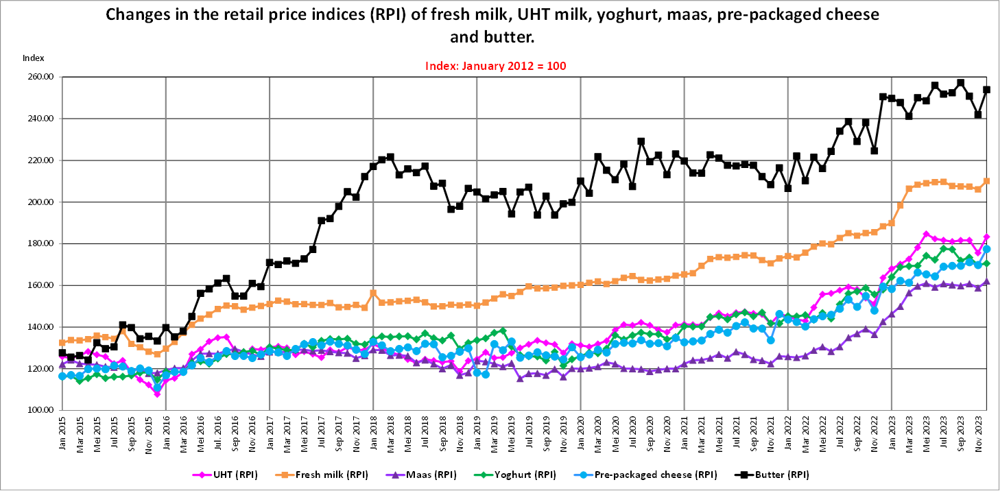 Changes in the retail price indices (RPI) of fresh milk, UHT milk, yoghurt, maas, pre-packaged cheese
and butter.
Index
Index: January 2012 = 100
260.00
240.00
220.00
200.00
180.00
160.00
140.00
120.00
100.00
Jan 2015
Mar 2015
Mei 2015
Jul 2015
Sep 2015
Nov 2015
Jan 2016
Mar 2016
Mei 2016
Jul. 2016
Sep 2016
Nov 2016
Jan 2017
Mar 2017
Mei 2017
Jul 2017
Sep 2017
Nov 2017
Jan 2018
Mar 2018
Mei 2018
Jul 2018
Sep 2018
Nov 2018
Jan 2019
Mar 2019
Mei 2019
Jul 2019
Sep 2019
Nov 2019
Jan 2020
Mar 2020
Mei 2020
Jul 2020
Sep 2020
Nov 2020
Jan 2021
Mar 2021
Mei 2021
Jul 2021
Sep 2021
Nov 2021
Jan 2022
Mar 2022
Mei 2022
Jul 2022
Sep 2022
Nov 2022
Jan 2023
Mar 2023
Mei 2023
Jul 2023
Sep 2023
Nov 2023
UHT (RPI) Fresh milk (RPI) Maas (RPI) Yoghurt (RPI) Pre-packaged cheese (RPI) Butter (RPI)